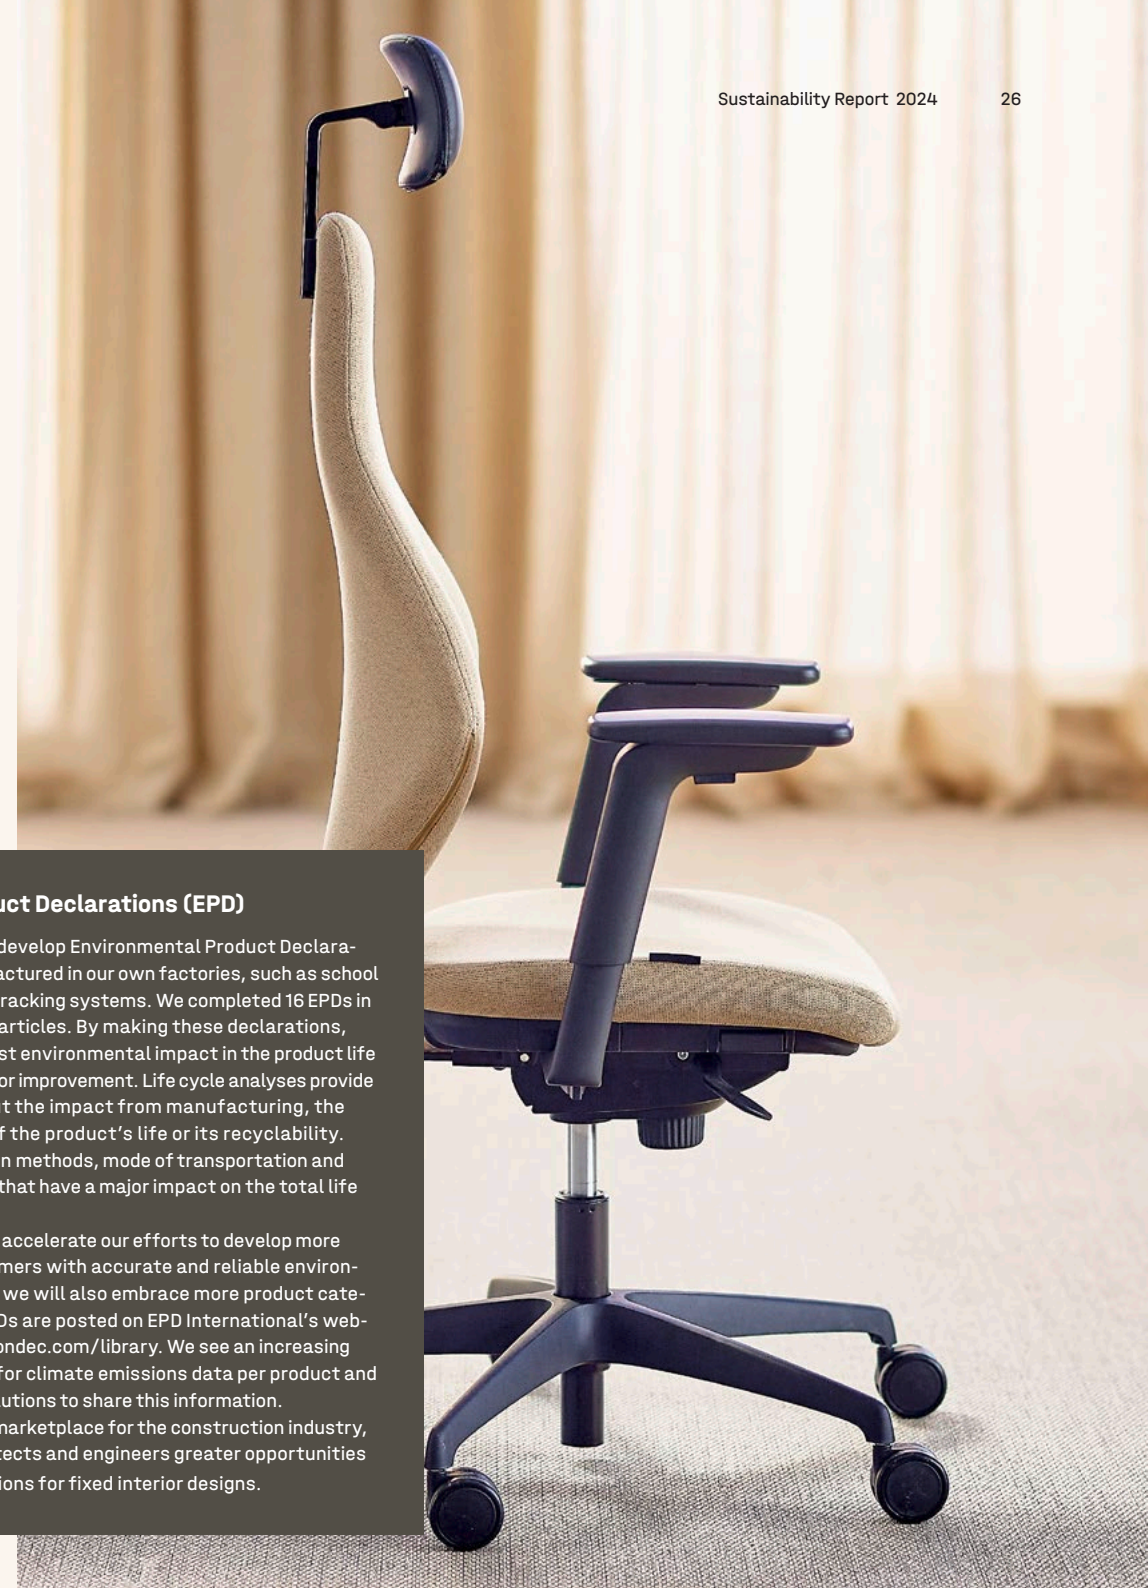 Sustainability Report 2024 26
uct Declarations (EPD)
develop Environmental Product Declara-
actured in our own factories, such as school
racking systems. We completed 16 EPDs in
articles. By making these declarations,
st environmental impact in the product life
or improvement. Life cycle analyses provide
t the impact from manufacturing, the
f the product's life or its recyclability.
n methods, mode of transportation and
that have a major impact on the total life
accelerate our efforts to develop more
mers with accurate and reliable environ-
we will also embrace more product cate-
Ds are posted on EPD International's web-
ondec.com/library. We see an increasing
for climate emissions data per product and
utions to share this information.
marketplace for the construction industry,
tects and engineers greater opportunities
ions for fixed interior designs.